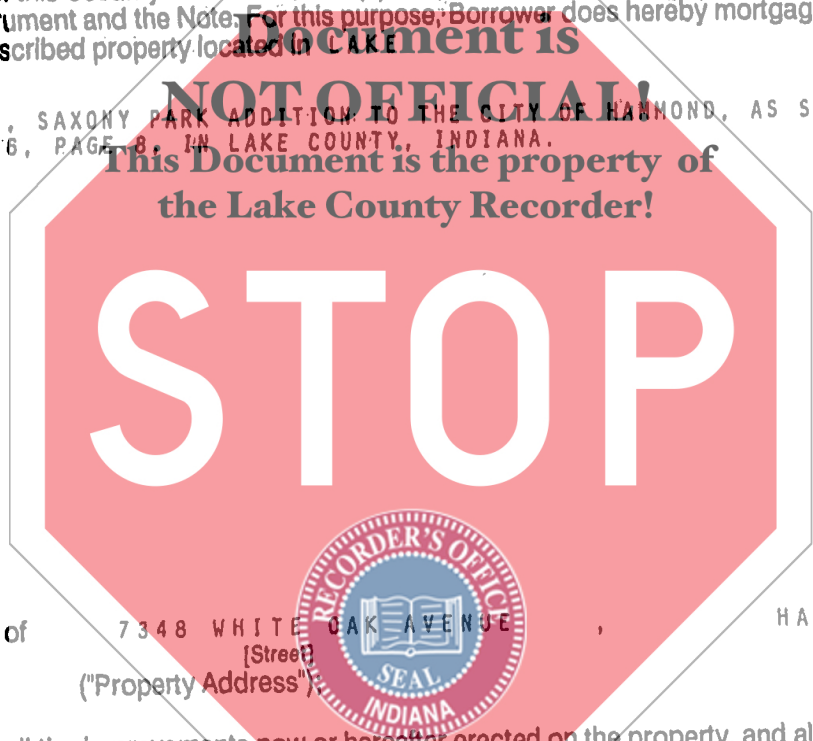 ument and the Note. For this purpose, Borrower does hereby mortgag
Document is
scribed property located in LAKE
NOT OFFICIAL!
, SAXONY PARK ADDITION TO THE CITY OF HAMMOND, AS S
6, PAGE 8, IN LAKE COUNTY, INDIANA.
This Document is the property of
the Lake County Recorder!
STOP
RECORDER'S OFFICE
of 7348 WHITE OAK AVENUE , HA
[Street]
SEAL
("Property Address");
INDIANA
now or hereafter erected on the property, and al